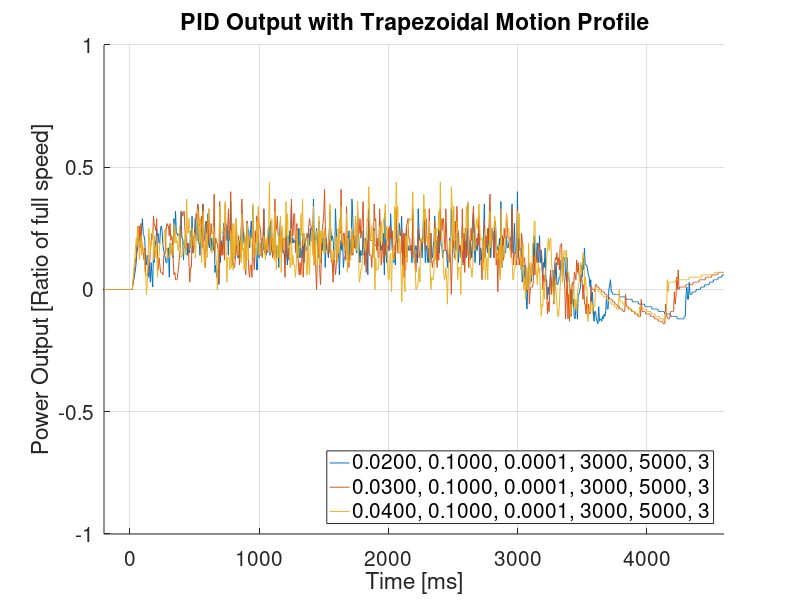 PID Output with Trapezoidal Motion Profile
Power Output [Ratio of full speed]
1
0.5
0
-0.5
-1
0.0200, 0.1000, 0.0001, 3000, 5000, 3
0.0300, 0.1000, 0.0001, 3000, 5000, 3
0.0400, 0.1000, 0.0001, 3000, 5000, 3
0 1000 2000 3000 4000
Time [ms]